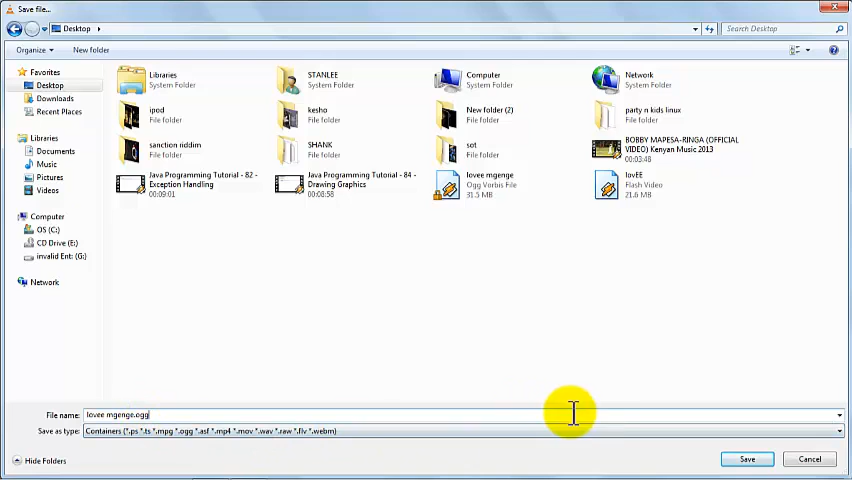 Save file...
Desktop
Search Desktop
Organize
New folder
Favorites
Desktop
Downloads
Recent Places
Libraries
Documents
Music
Pictures
Videos
Computer
OS (C:)
CD Drive (E:)
invalid Ent: (G:)
Network
Libraries
System Folder
STANLEE
System Folder
Computer
System Folder
Network
System Folder
ipod
File folder
kesho
File folder
New folder (2)
File folder
party n kids linux
File folder
sanction riddim
File folder
SHANK
File folder
sot
File folder
BOBBY MAPESA-RINGA (OFFICIAL
VIDEO) Kenyan Music 2013
00:03:48
Java Programming Tutorial - 82 -
Exception Handling
00:09:01
Java Programming Tutorial - 84 -
Drawing Graphics
00:08:58
lovee mgenge
Ogg Vorbis File
31.5 MB
lovEE
Flash Video
21.6 MB
File name: lovee mgenge.ogg
Save as type: Containers (*.ps *.ts *.mpg *.ogg *.asf *.mp4 *.mov *.wav *.raw *.flv *.webm)
Hide Folders
Save
Cancel